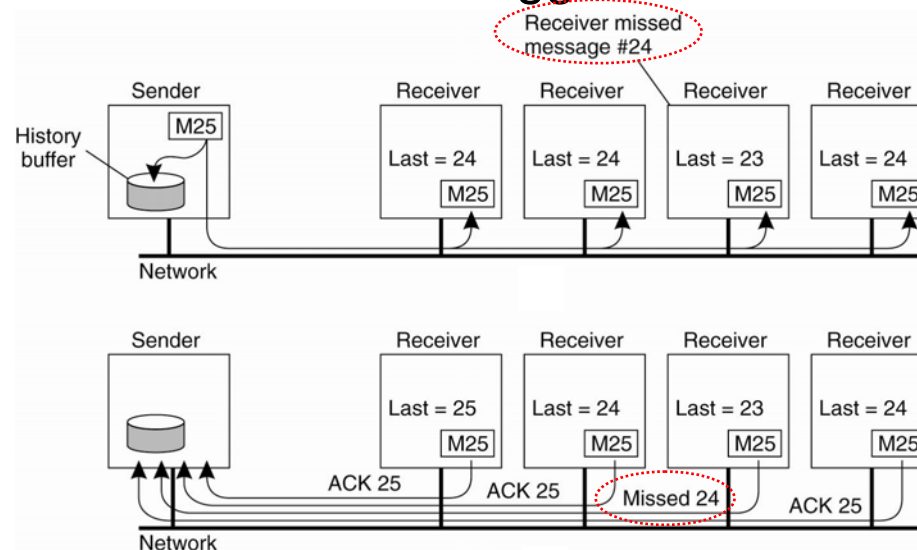 Receiver missed
message #24
Sender Receiver Receiver Receiver Receiver
M25
History
buffer
Last = 24 Last = 24 Last = 23 Last = 24
M25 M25 M25 M25
Network
Sender Receiver Receiver Receiver Receiver
Last = 25 Last = 24 Last = 23 Last = 24
M25 M25 M25 M25
ACK 25 ACK 25 Missed 24 ACK 25
Network